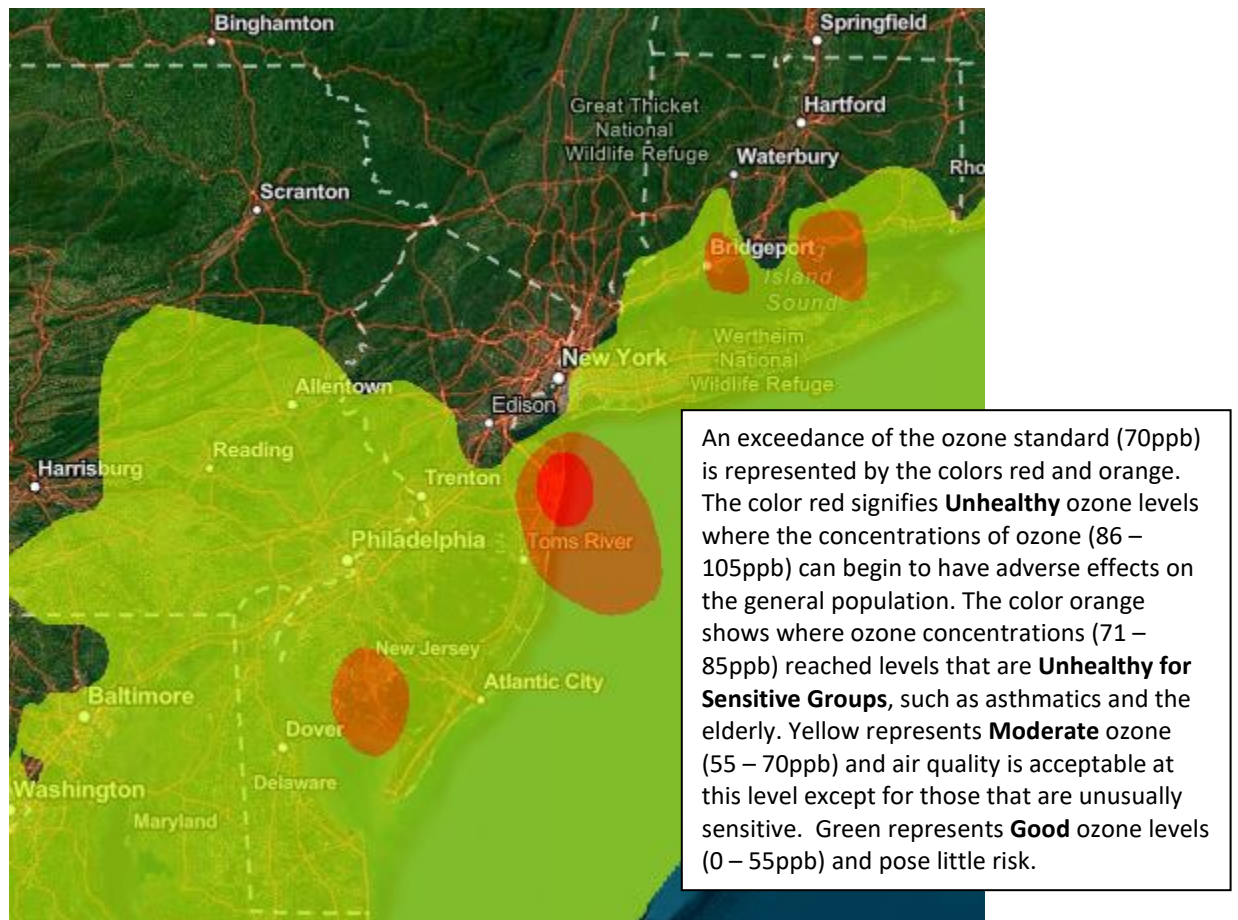 Binghamton
Springfield
Great Thicket
National
Wildlife Refuge
Hartford
Waterbury
Rho
Scranton
Bridgeport
Island
Sound
Wertheim
National
Wildlife Refuge
New York
Allentown
Edison
Reading
Harrisburg
Trenton
Philadelphia
Toms River
New Jersey
Atlantic City
Baltimore
Dover
Delaware
Washington
Maryland
An exceedance of the ozone standard (70ppb)
is represented by the colors red and orange.
The color red signifies Unhealthy ozone levels
where the concentrations of ozone (86 –
105ppb) can begin to have adverse effects on
the general population. The color orange
shows where ozone concentrations (71 –
85ppb) reached levels that are Unhealthy for
Sensitive Groups, such as asthmatics and the
elderly. Yellow represents Moderate ozone
(55 – 70ppb) and air quality is acceptable at
this level except for those that are unusually
sensitive.  Green represents Good ozone levels
(0 – 55ppb) and pose little risk.